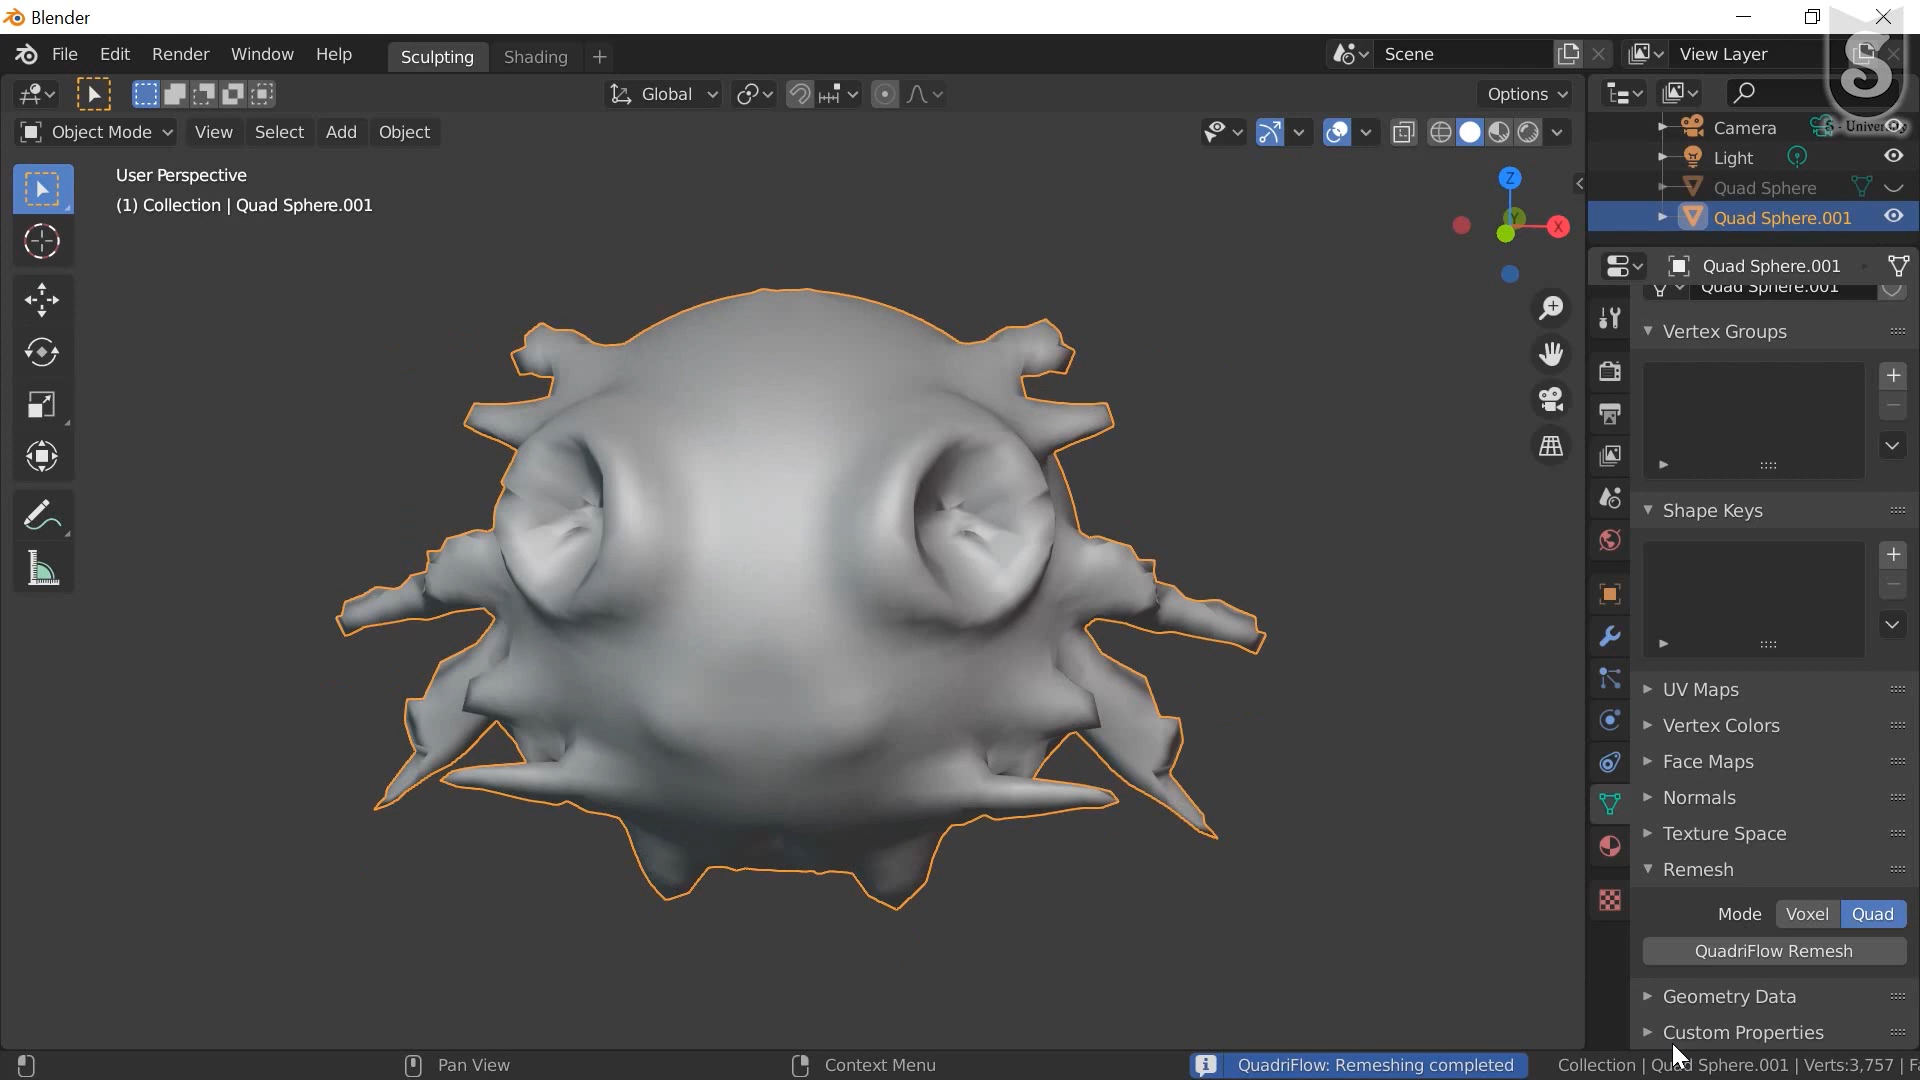 Blender
File Edit Render Window Help Sculpting Shading Scene View Layer
Global Options
Object Mode View Select Add Object
User Perspective
(1) Collection | Quad Sphere.001
Z
Y
X
Camera
Light
Quad Sphere
Quad Sphere.001
Quad Sphere.001
Quad Sphere.001
Vertex Groups
Shape Keys
UV Maps
Vertex Colors
Face Maps
Normals
Texture Space
Remesh
Mode Voxel Quad
QuadriFlow Remesh
Geometry Data
Custom Properties
Pan View Context Menu QuadriFlow: Remeshing completed Collection | Quad Sphere.001 | Verts:3,757 |
S